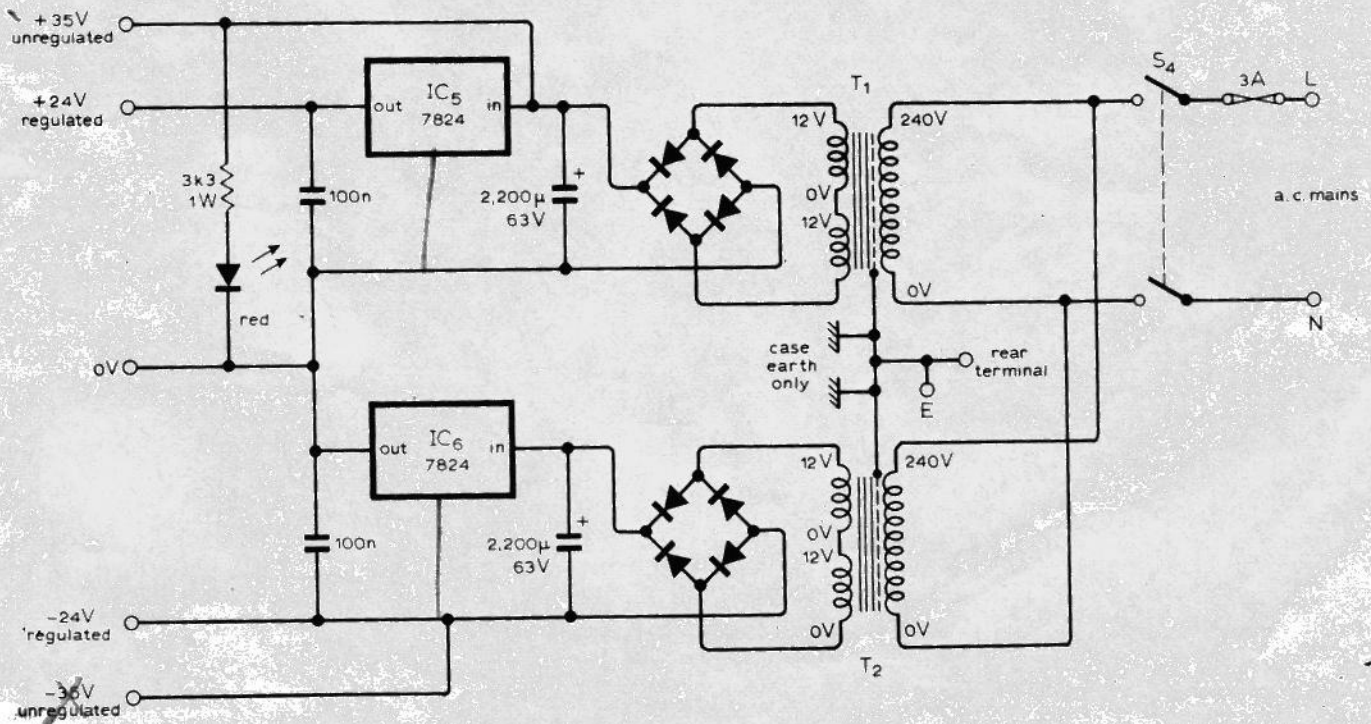 +35V
unregulated
+24V
regulated
3k3
1W
red
0V
-24V
regulated
-35V
unregulated
out
IC5
7824
in
100n
+
2,200µ
63V
out
IC6
7824
in
100n
+
2,200µ
63V
T1
12V
0V
12V
240V
0V
case
earth
only
rear
terminal
E
12V
0V
12V
0V
240V
0V
T2
S4
3A
L
a.c. mains
N